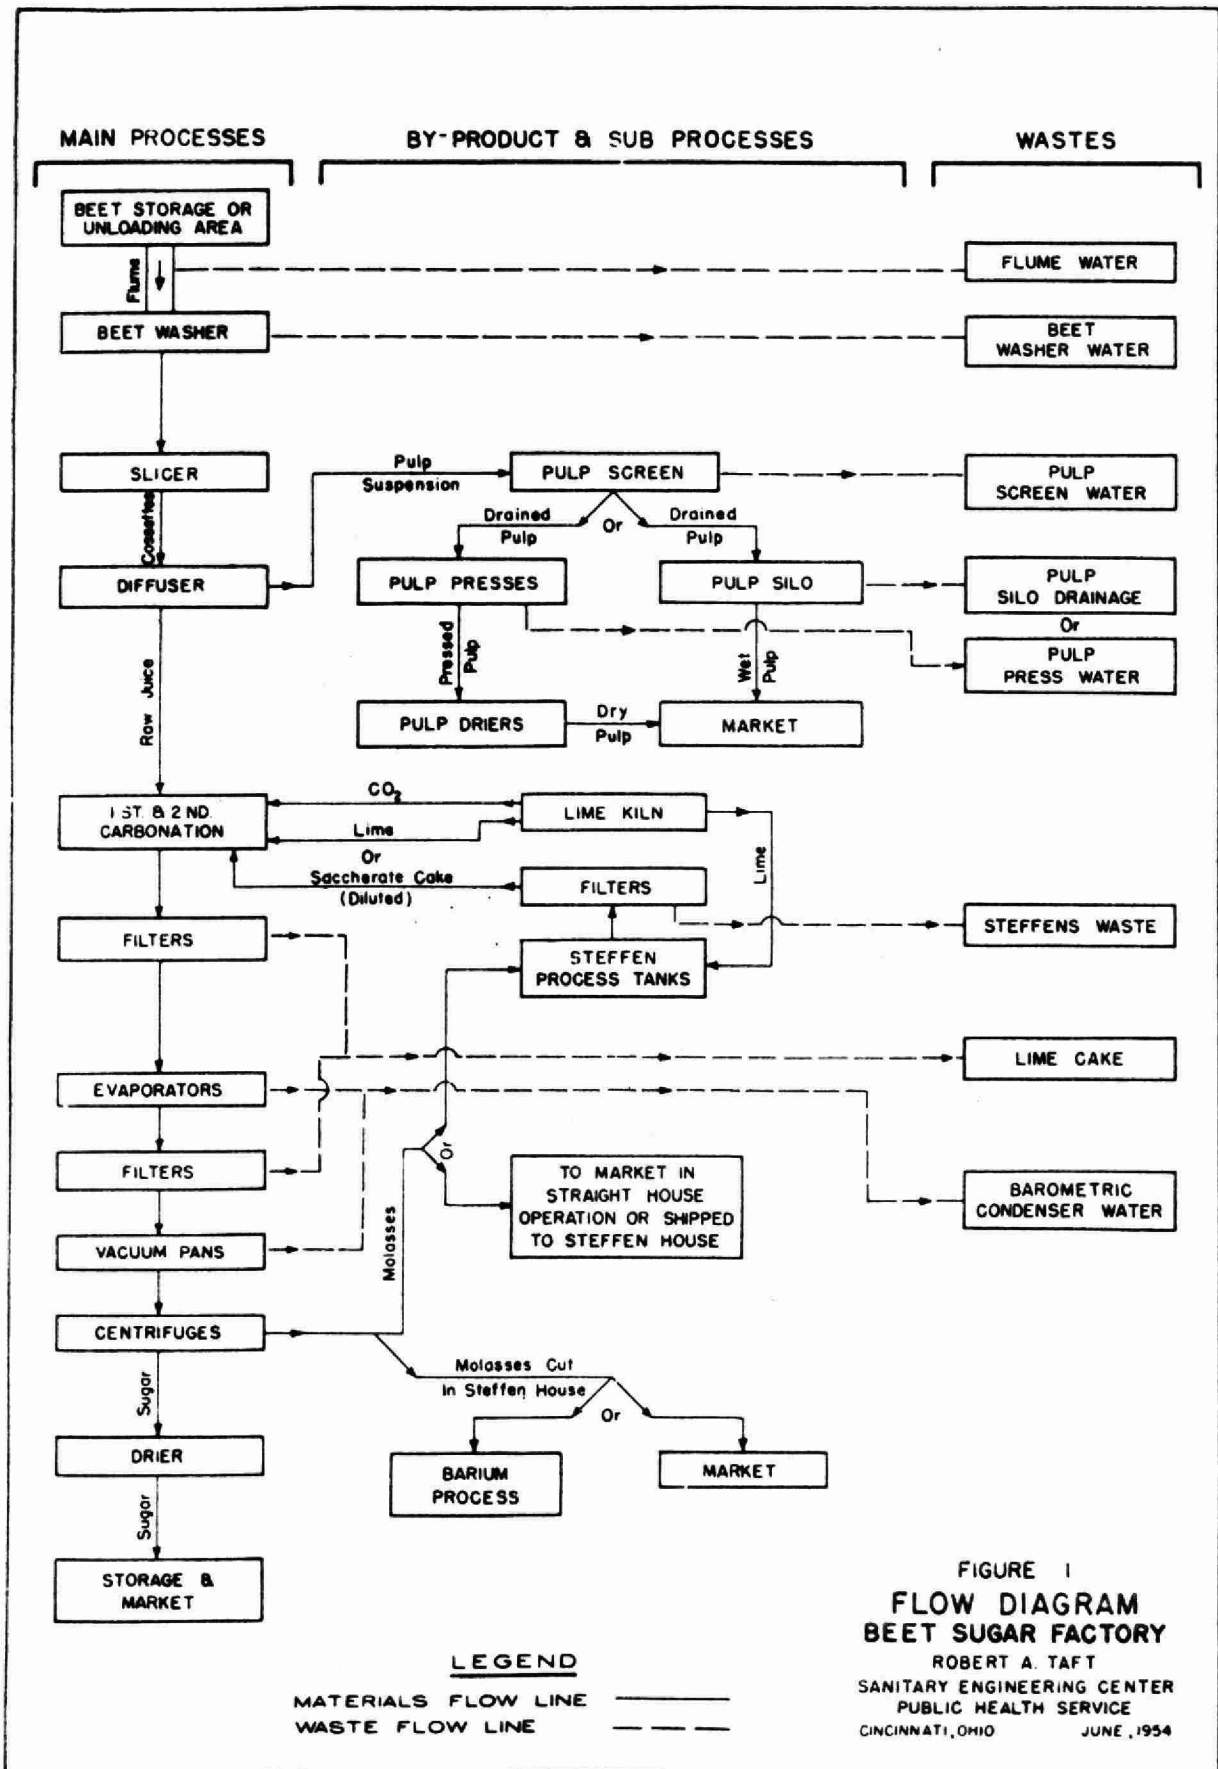 MAIN PROCESSES
BY-PRODUCT & SUB PROCESSES
WASTES
BEET STORAGE OR
UNLOADING AREA
Flume
FLUME WATER
BEET WASHER
BEET
WASHER WATER
SLICER
Pulp
Suspension
PULP SCREEN
PULP
SCREEN WATER
Cossettes
Drained
Pulp
Or
Drained
Pulp
DIFFUSER
PULP PRESSES
PULP SILO
PULP
SILO DRAINAGE
Or
PULP
PRESS WATER
Raw Juice
Pressed
Pulp
Wet
Pulp
PULP DRIERS
Dry
Pulp
MARKET
1 ST. & 2 ND.
CARBONATION
CO2
Lime
Or
Saccherate Cake
(Diluted)
LIME KILN
Lime
FILTERS
FILTERS
STEFFENS WASTE
STEFFEN
PROCESS TANKS
LIME CAKE
EVAPORATORS
FILTERS
Or
TO MARKET IN
STRAIGHT HOUSE
OPERATION OR SHIPPED
TO STEFFEN HOUSE
BAROMETRIC
CONDENSER WATER
VACUUM PANS
Molasses
CENTRIFUGES
Molasses Cut
In Steffen House
Or
Sugar
DRIER
BARIUM
PROCESS
MARKET
Sugar
STORAGE &
MARKET
LEGEND
MATERIALS FLOW LINE
WASTE FLOW LINE
FIGURE 1
FLOW DIAGRAM
BEET SUGAR FACTORY
ROBERT A. TAFT
SANITARY ENGINEERING CENTER
PUBLIC HEALTH SERVICE
CINCINNATI, OHIO JUNE, 1954